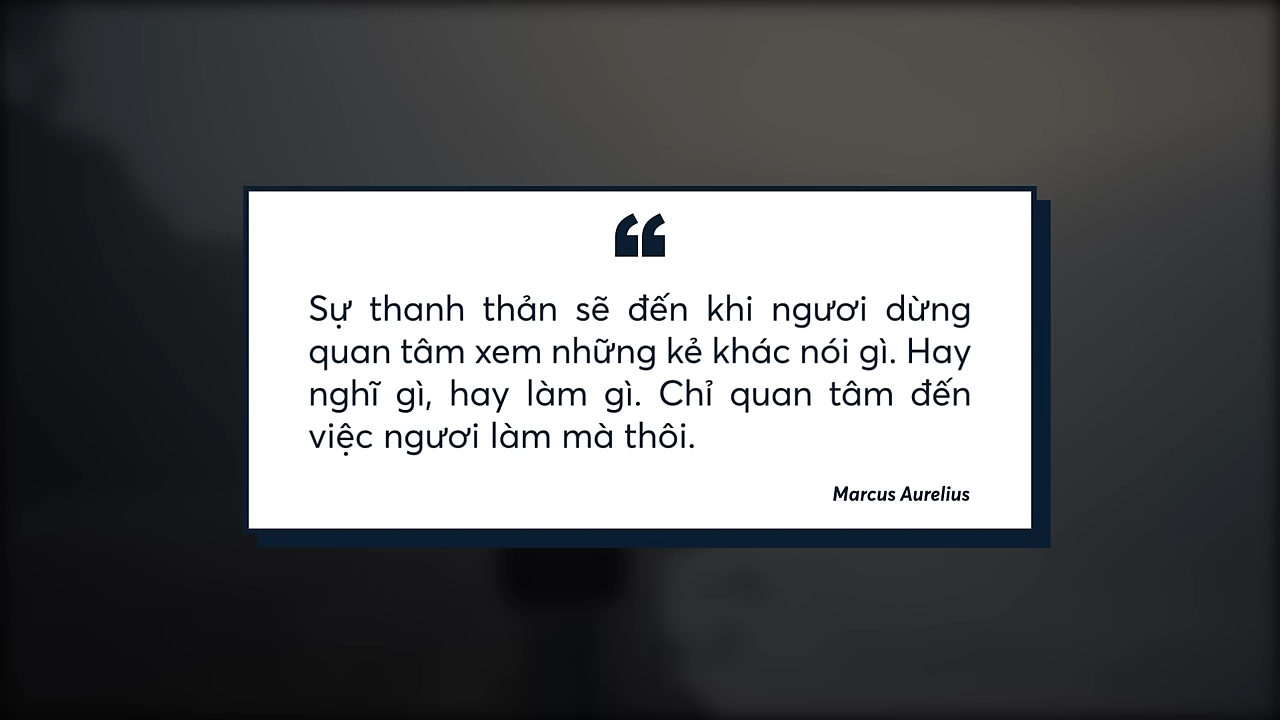 ❝
Sự thanh thản sẽ đến khi ngươi dừng
quan tâm xem những kẻ khác nói gì. Hay
nghĩ gì, hay làm gì. Chỉ quan tâm đến
việc ngươi làm mà thôi.
Marcus Aurelius